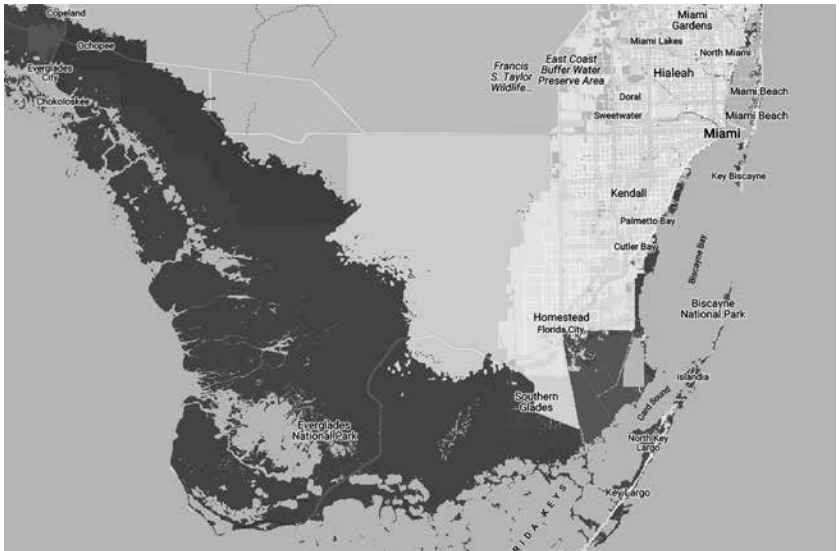 Copeland
Miami
Gardens
Ochopee
Miami Lakes
North Miami
Everglades
City
Francis
S. Taylor
Wildlife...
East Coast
Buffer Water
Preserve Area
Hialeah
Chokoloskee
Doral
Miami Beach
Sweetwater
Miami Beach
Miami
Key Biscayne
Kendall
Palmetto Bay
Cutler Bay
Biscayne Bay
Biscayne
National Park
Homestead
Florida City
Islandia
Southern
Glades
Card Sound
Everglades
National Park
North Key
Largo
Key Largo
RIDA KEYS